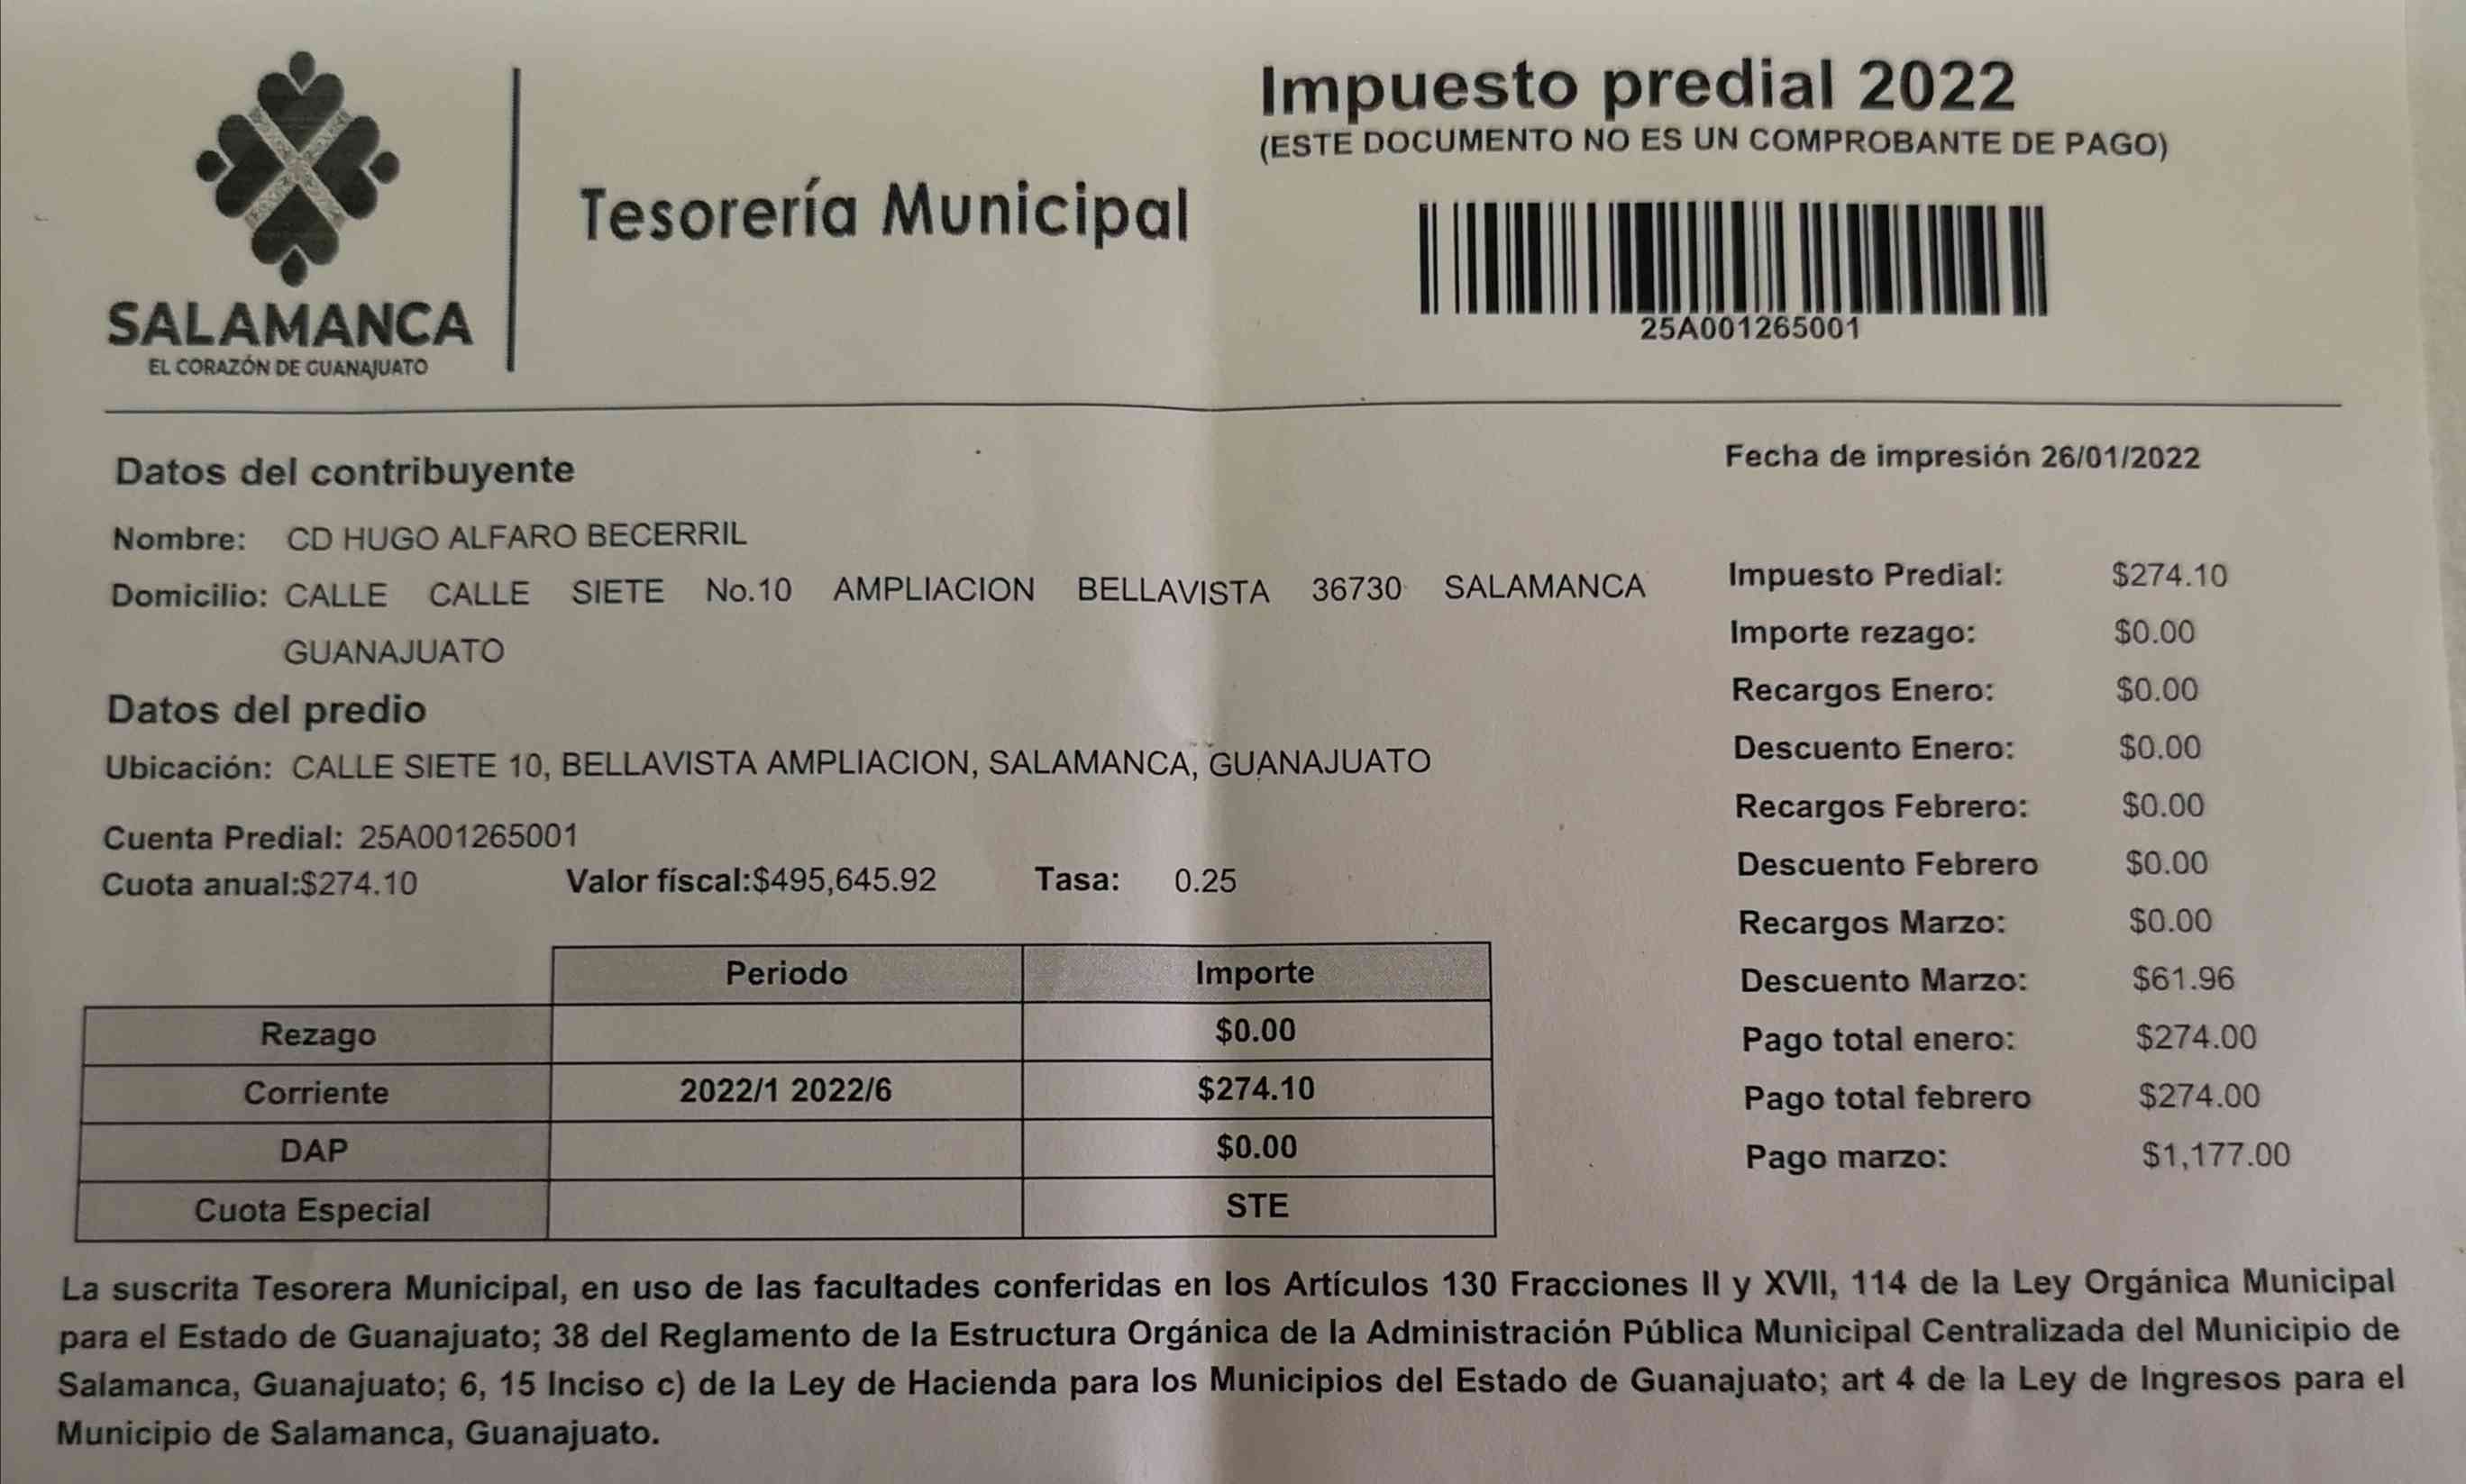 SALAMANCA
EL CORAZÓN DE GUANAJUATO
Tesorería Municipal
Impuesto predial 2022
(ESTE DOCUMENTO NO ES UN COMPROBANTE DE PAGO)
25A001265001
Fecha de impresión 26/01/2022
Datos del contribuyente
Nombre: CD HUGO ALFARO BECERRIL
Domicilio: CALLE CALLE SIETE No.10 AMPLIACION BELLAVISTA 36730 SALAMANCA
GUANAJUATO
Datos del predio
Ubicación: CALLE SIETE 10, BELLAVISTA AMPLIACION, SALAMANCA, GUANAJUATO
Cuenta Predial: 25A001265001
Cuota anual:$274.10 Valor físcal:$495,645.92 Tasa: 0.25
Periodo Importe
Rezago $0.00
Corriente 2022/1 2022/6 $274.10
DAP $0.00
Cuota Especial STE
Impuesto Predial: $274.10
Importe rezago: $0.00
Recargos Enero: $0.00
Descuento Enero: $0.00
Recargos Febrero: $0.00
Descuento Febrero $0.00
Recargos Marzo: $0.00
Descuento Marzo: $61.96
Pago total enero: $274.00
Pago total febrero $274.00
Pago marzo: $1,177.00
La suscrita Tesorera Municipal, en uso de las facultades conferidas en los Artículos 130 Fracciones II y XVII, 114 de la Ley Orgánica Municipal
para el Estado de Guanajuato; 38 del Reglamento de la Estructura Orgánica de la Administración Pública Municipal Centralizada del Municipio de
Salamanca, Guanajuato; 6, 15 Inciso c) de la Ley de Hacienda para los Municipios del Estado de Guanajuato; art 4 de la Ley de Ingresos para el
Municipio de Salamanca, Guanajuato.